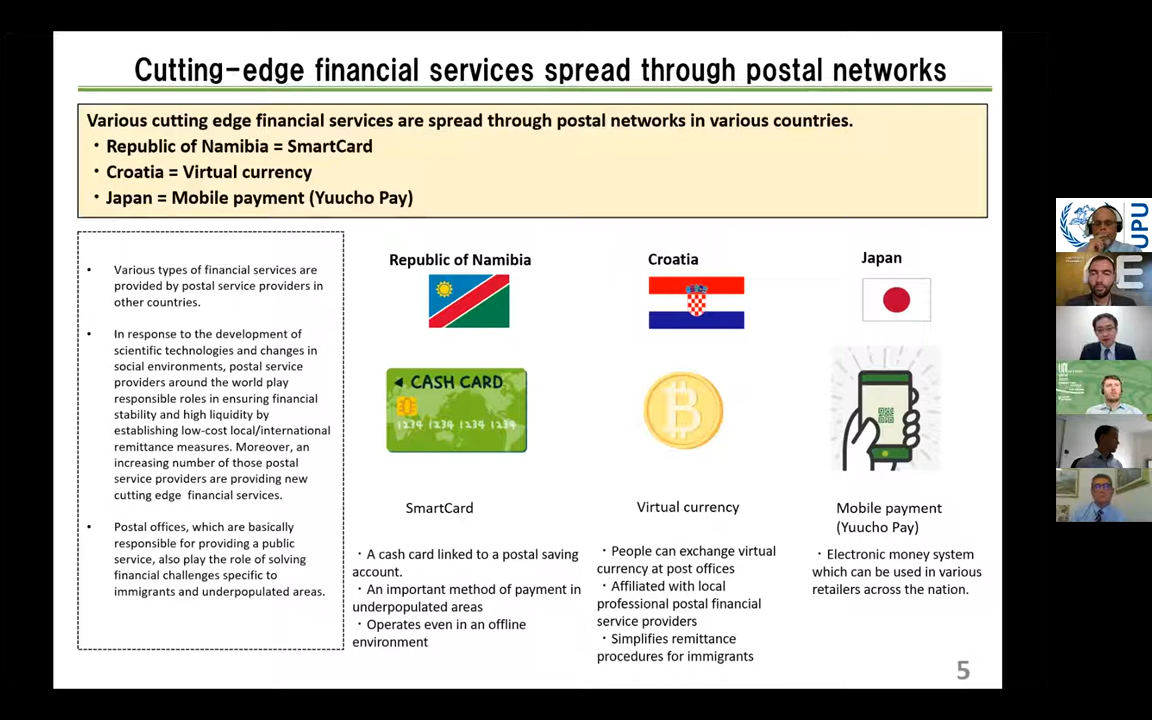 Cutting-edge financial services spread through postal networks
Various cutting edge financial services are spread through postal networks in various countries.
・Republic of Namibia = SmartCard
・Croatia = Virtual currency
・Japan = Mobile payment (Yuucho Pay)
• Various types of financial services are
provided by postal service providers in
other countries.
• In response to the development of
scientific technologies and changes in
social environments, postal service
providers around the world play
responsible roles in ensuring financial
stability and high liquidity by
establishing low-cost local/international
remittance measures. Moreover, an
increasing number of those postal
service providers are providing new
cutting edge financial services.
• Postal offices, which are basically
responsible for providing a public
service, also play the role of solving
financial challenges specific to
immigrants and underpopulated areas.
Republic of Namibia
CASH CARD
1234 1234 1234 1234
SmartCard
・A cash card linked to a postal saving
account.
・An important method of payment in
underpopulated areas
・Operates even in an offline
environment
Croatia
B
Virtual currency
・People can exchange virtual
currency at post offices
・Affiliated with local
professional postal financial
service providers
・Simplifies remittance
procedures for immigrants
Japan
Mobile payment
(Yuucho Pay)
・Electronic money system
which can be used in various
retailers across the nation.
5
UPU
E